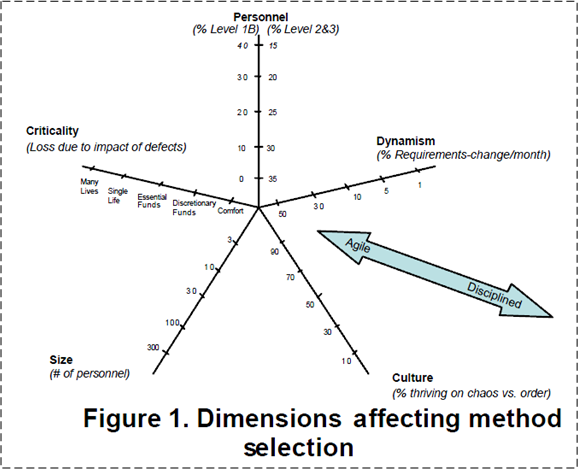 Personnel
(% Level 1B) (% Level 2&3)
40 15
30 20
20 25
10 30
0 35
Criticality
(Loss due to impact of defects)
Many Lives
Single Life
Essential Funds
Discretionary Funds
Comfort
Dynamism
(% Requirements-change/month)
1
5
10
30
50
Agile
Disciplined
3
10
30
100
300
90
70
50
30
10
Size
(# of personnel)
Culture
(% thriving on chaos vs. order)
Figure 1. Dimensions affecting method
selection